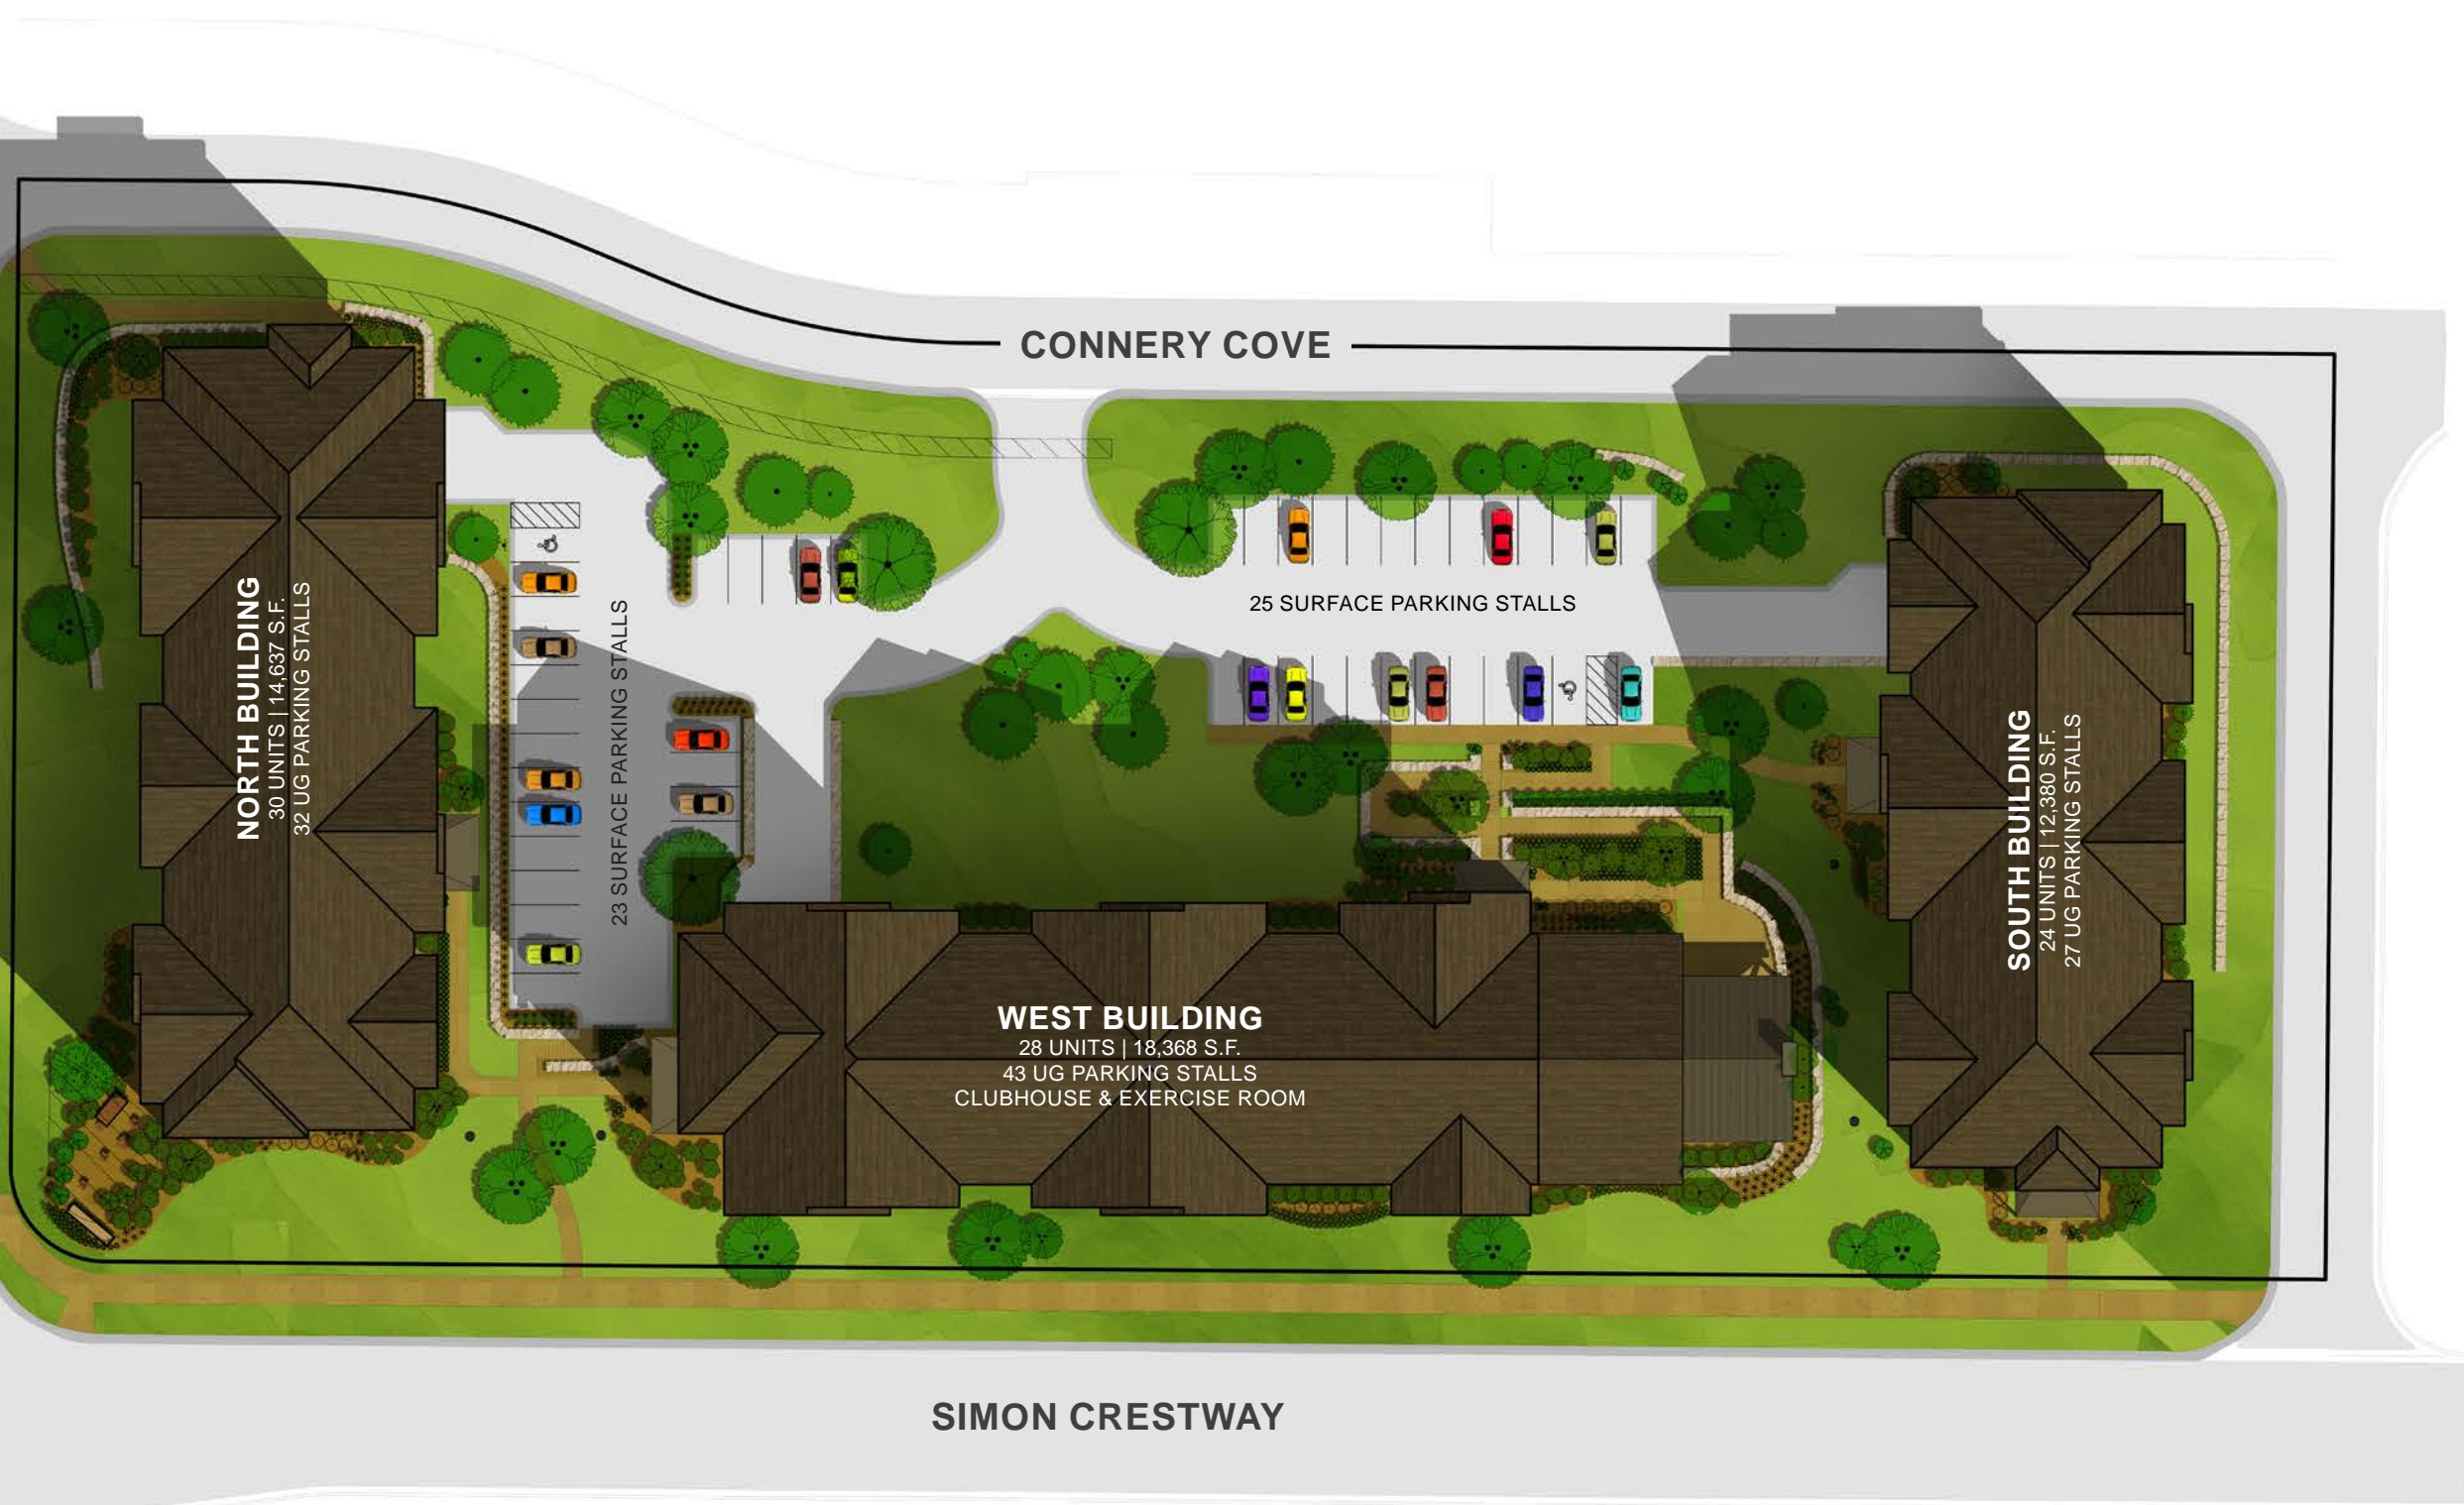 CONNERY COVE
25 SURFACE PARKING STALLS
NORTH BUILDING
30 UNITS | 14,637 S.F.
32 UG PARKING STALLS
23 SURFACE PARKING STALLS
SOUTH BUILDING
24 UNITS | 12,380 S.F.
27 UG PARKING STALLS
WEST BUILDING
28 UNITS | 18,368 S.F.
43 UG PARKING STALLS
CLUBHOUSE & EXERCISE ROOM
SIMON CRESTWAY